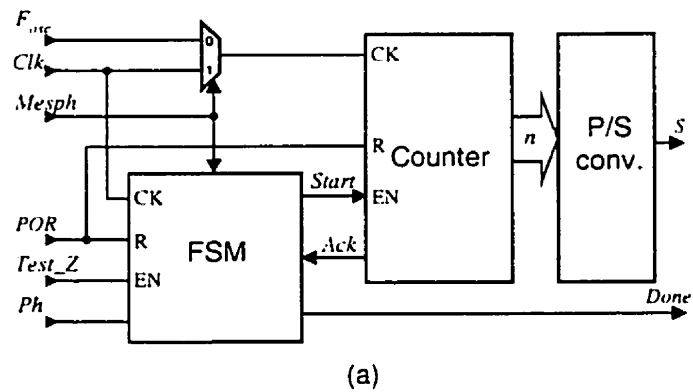 0
Clk
1
CK
Mesph
n
P/S
conv.
S
R
Counter
Start
EN
CK
POR
R
FSM
Ack
Test_Z
EN
Ph
Done
(a)